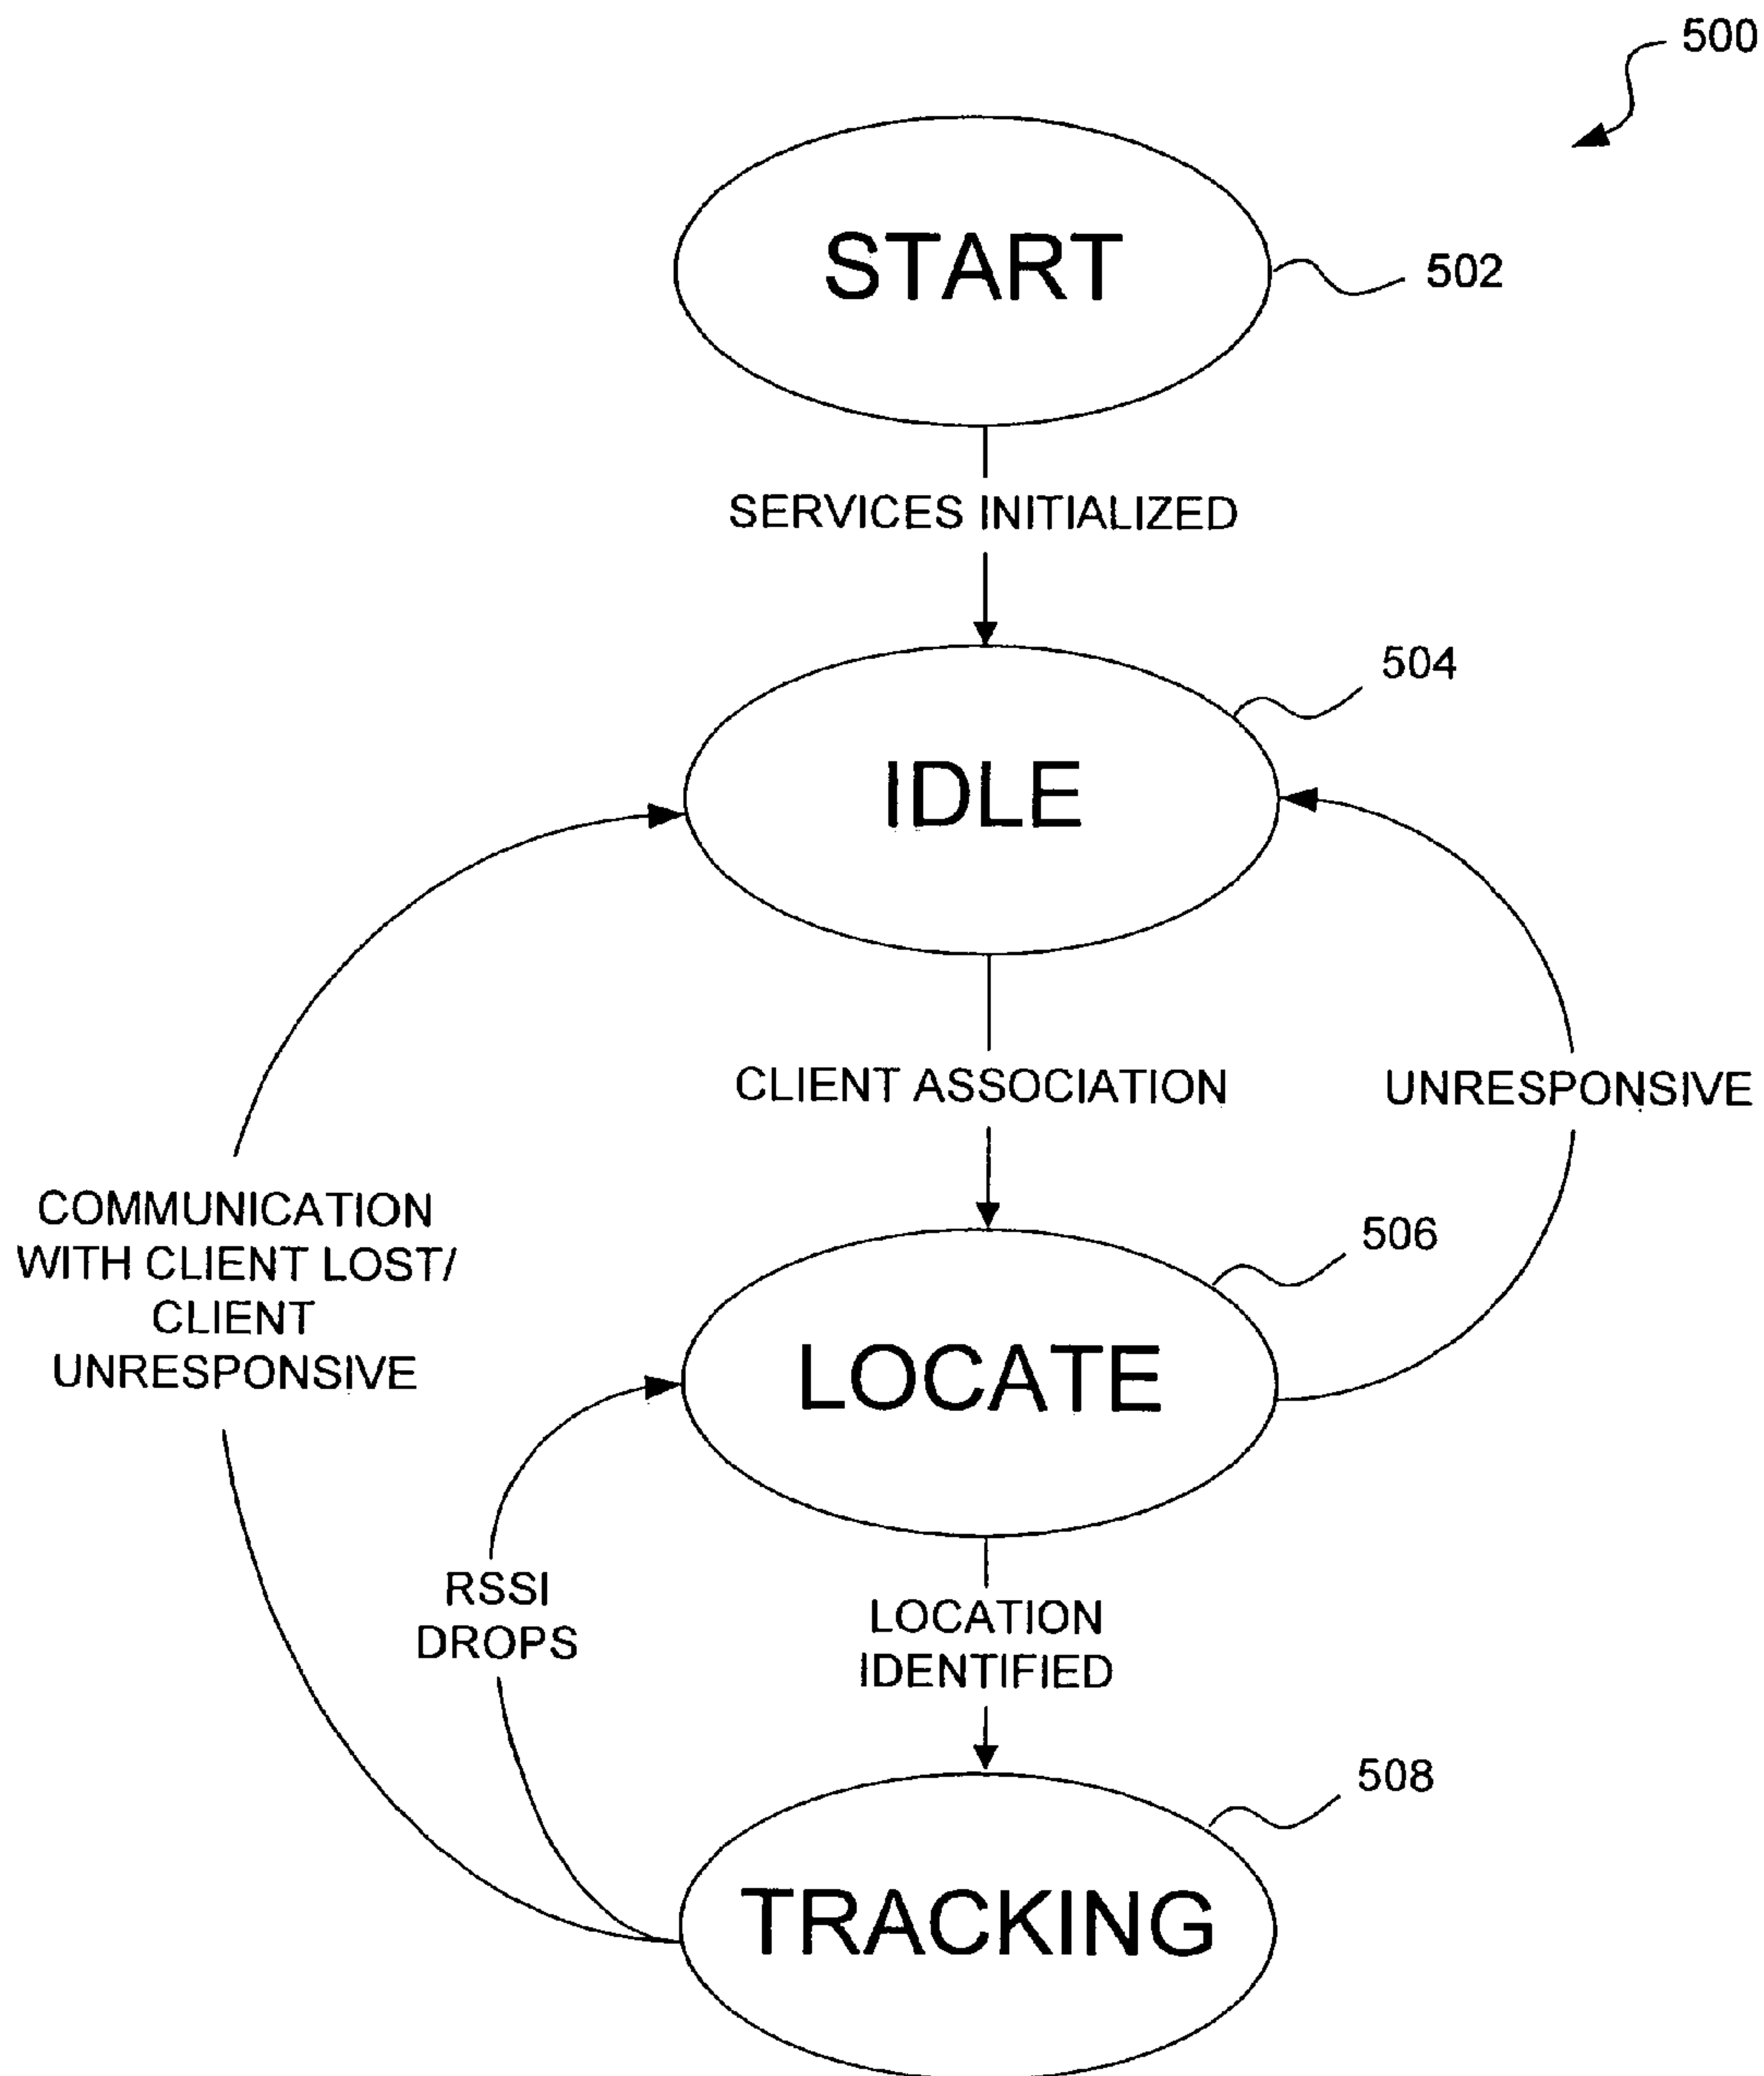 500
START
502
SERVICES INITIALIZED
504
IDLE
CLIENT ASSOCIATION
UNRESPONSIVE
COMMUNICATION
WITH CLIENT LOST/
CLIENT
UNRESPONSIVE
506
LOCATE
RSSI
DROPS
LOCATION
IDENTIFIED
508
TRACKING